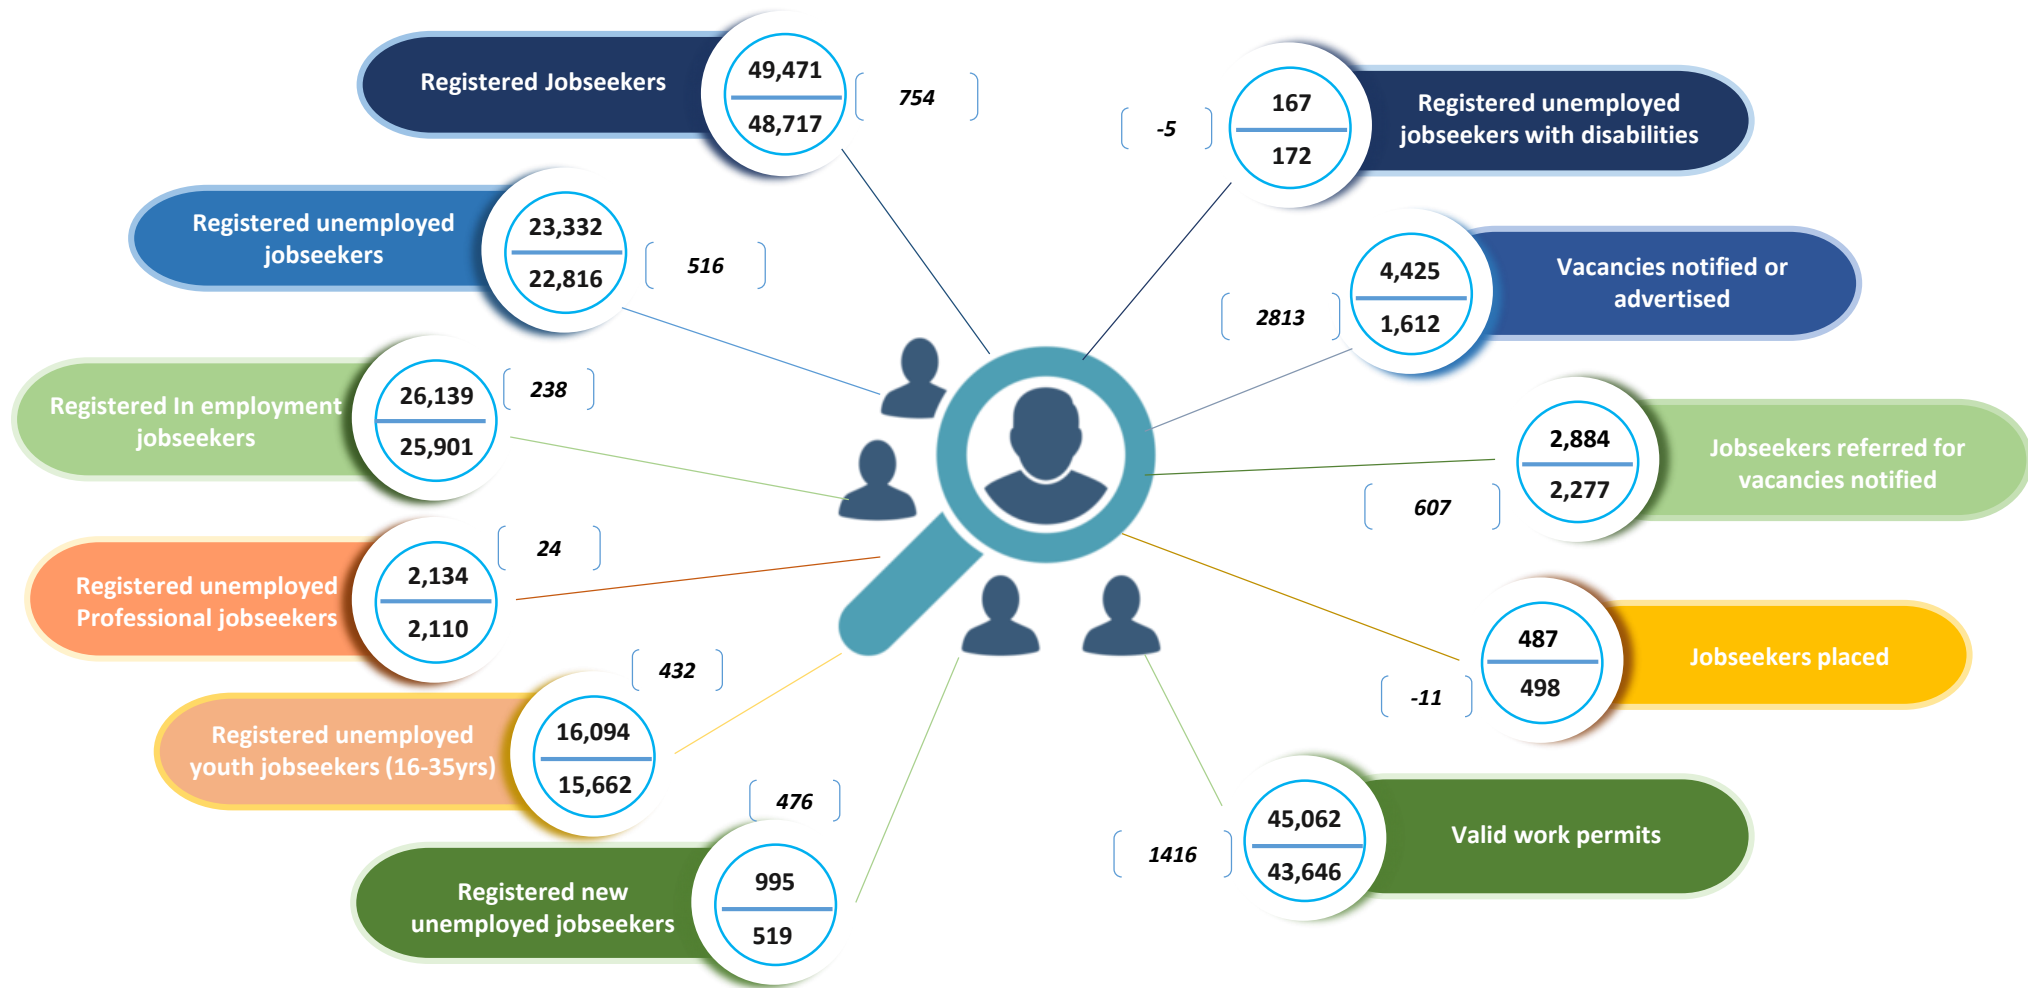 Registered Jobseekers
49,471
48,717
754
Registered unemployed
jobseekers
23,332
22,816
516
Registered In employment
jobseekers
26,139
25,901
238
Registered unemployed
Professional jobseekers
2,134
2,110
24
Registered unemployed
youth jobseekers (16-35yrs)
16,094
15,662
432
Registered new
unemployed jobseekers
995
519
476
-5
167
172
Registered unemployed
jobseekers with disabilities
2813
4,425
1,612
Vacancies notified or
advertised
607
2,884
2,277
Jobseekers referred for
vacancies notified
-11
487
498
Jobseekers placed
1416
45,062
43,646
Valid work permits